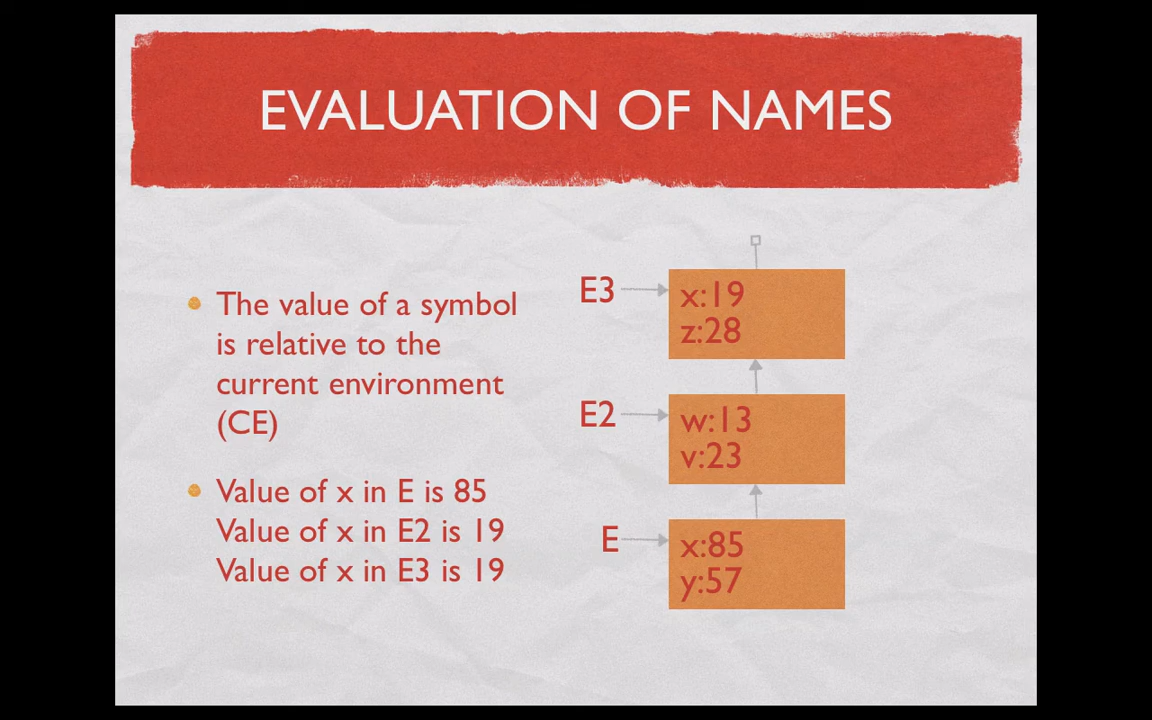 EVALUATION OF NAMES
The value of a symbol
is relative to the
current environment
(CE)
Value of x in E is 85
Value of x in E2 is 19
Value of x in E3 is 19
E3
x:19
z:28
E2
w:13
v:23
E
x:85
y:57